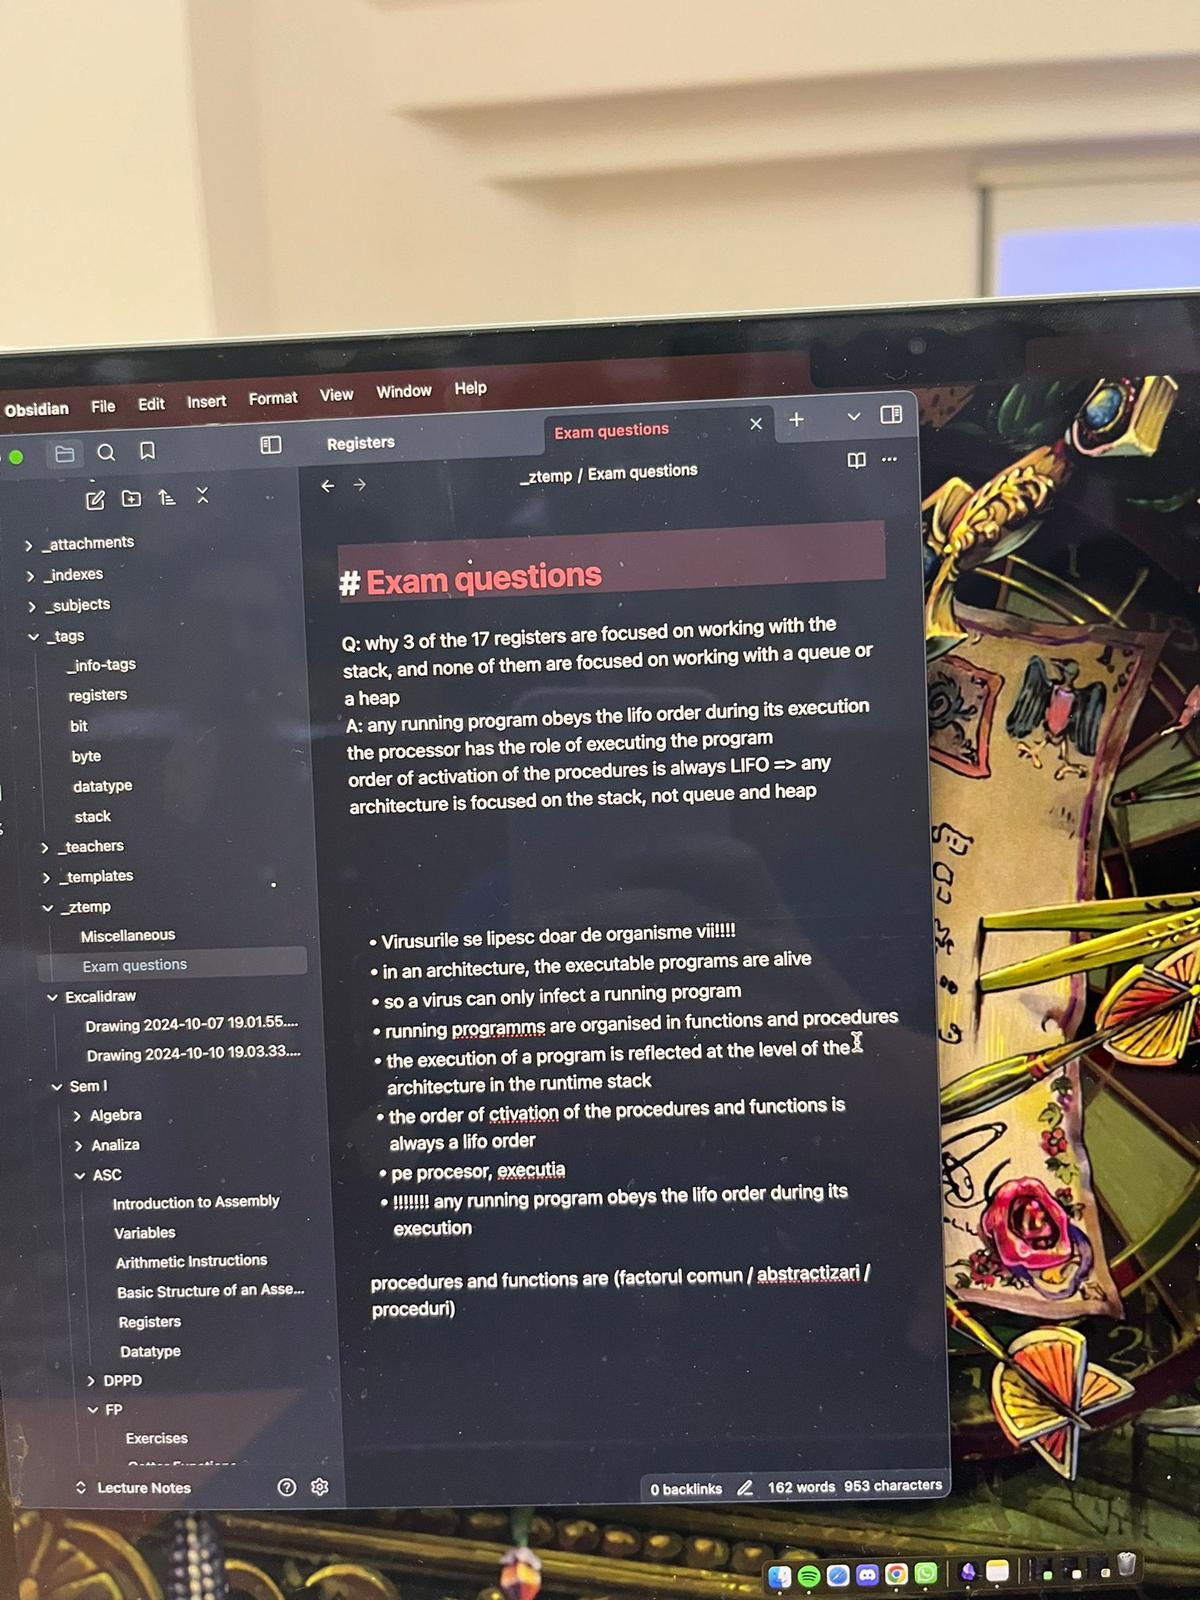 Obsidian File Edit Insert Format View Window Help
Registers
Exam questions
_ztemp / Exam questions
_attachments
_indexes
_subjects
_tags
_info-tags
registers
bit
byte
datatype
stack
_teachers
_templates
_ztemp
Miscellaneous
Exam questions
Excalidraw
Drawing 2024-10-07 19.01.55....
Drawing 2024-10-10 19.03.33....
Sem I
Algebra
Analiza
ASC
Introduction to Assembly
Variables
Arithmetic Instructions
Basic Structure of an Asse...
Registers
Datatype
DPPD
FP
Exercises
Lecture Notes
# Exam questions
Q: why 3 of the 17 registers are focused on working with the
stack, and none of them are focused on working with a queue or
a heap
A: any running program obeys the lifo order during its execution
the processor has the role of executing the program
order of activation of the procedures is always LIFO => any
architecture is focused on the stack, not queue and heap
• Virusurile se lipesc doar de organisme vii!!!!
• in an architecture, the executable programs are alive
• so a virus can only infect a running program
• running programms are organised in functions and procedures
• the execution of a program is reflected at the level of the
architecture in the runtime stack
• the order of ctivation of the procedures and functions is
always a lifo order
• pe procesor, executia
• !!!!!!! any running program obeys the lifo order during its
execution
procedures and functions are (factorul comun / abstractizari /
proceduri)
0 backlinks 162 words 953 characters